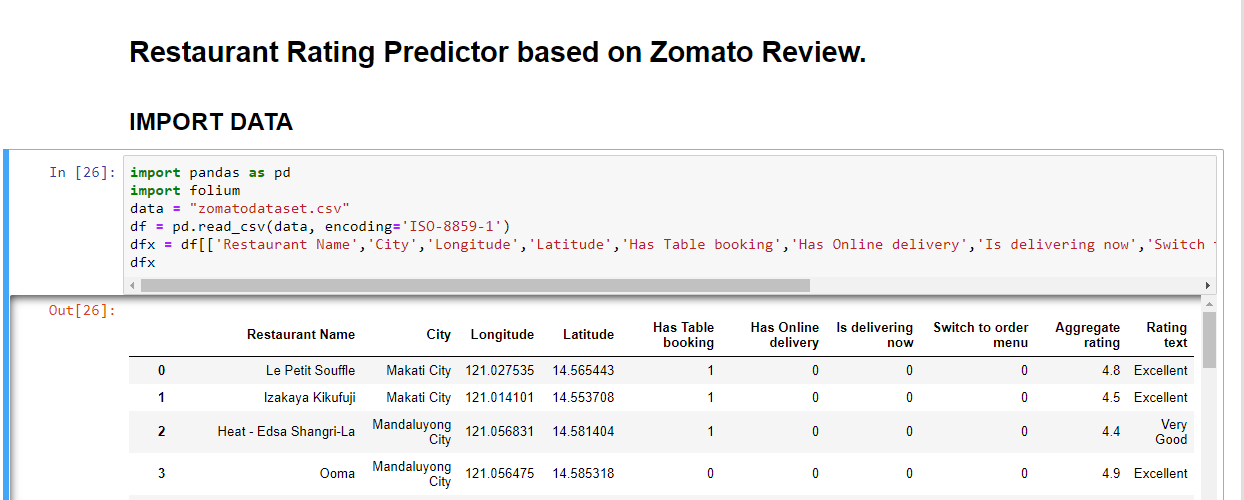 Restaurant Rating Predictor based on Zomato Review.
IMPORT DATA
In [26]:
import pandas as pd
import folium
data = "zomatodataset.csv"
df = pd.read_csv(data, encoding='ISO-8859-1')
dfx = df[['Restaurant Name','City','Longitude','Latitude','Has Table booking','Has Online delivery','Is delivering now','Switch
dfx
Out[26]:
Restaurant Name City Longitude Latitude Has Table booking Has Online delivery Is delivering now Switch to order menu Aggregate rating Rating text
0 Le Petit Souffle Makati City 121.027535 14.565443 1 0 0 0 4.8 Excellent
1 Izakaya Kikufuji Makati City 121.014101 14.553708 1 0 0 0 4.5 Excellent
2 Heat - Edsa Shangri-La Mandaluyong City 121.056831 14.581404 1 0 0 0 4.4 Very Good
3 Ooma Mandaluyong City 121.056475 14.585318 0 0 0 0 4.9 Excellent